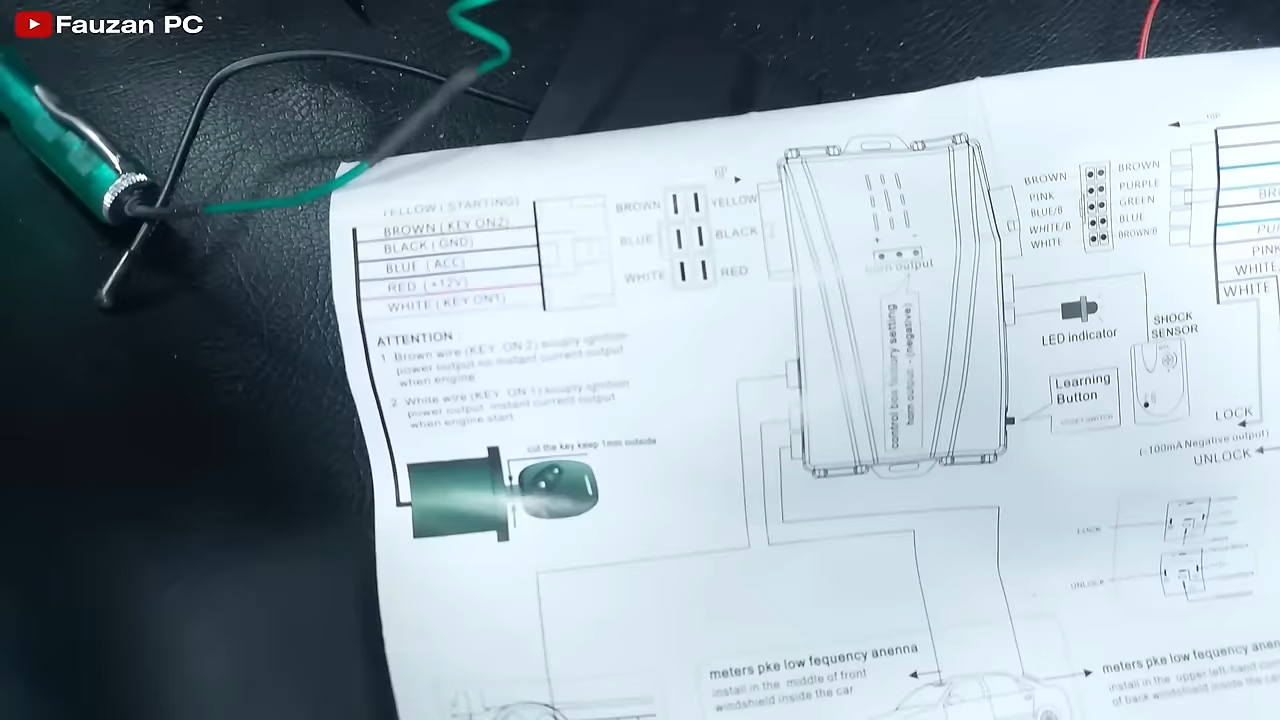 Fauzan PC
YELLOW (STARTING)
BROWN ( KEY ON2)
BLACK ( GND)
BLUE (ACC)
RED ( +12V)
WHITE ( KEY ON1)
BROWN
YELLOW
BLUE
BLACK
WHITE
RED
6P
horn output
control box factory setting
horn output - (negative)
BROWN
PINK
BLUE/B
WHITE/B
WHITE
BROWN
PURPLE
GREEN
BLUE
BROWN/B
10P
PINK
WHITE
WHITE
LED indicator
SHOCK
SENSOR
Learning
Button
LOCK
(-100mA Negative output)
UNLOCK
LOCK
UNLOCK
ATTENTION :
1. Brown wire (KEY ON 2) supply ignition
power output no instant current output
when engine
2. White wire (KEY ON 1) supply ignition
power output instant current output
when engine start
cut the key keep 1mm outside
meters pke low fequency anenna
install in the middle of front
windshield inside the car
meters pke low fequency
install in the upper left-hand
of back windshield inside the